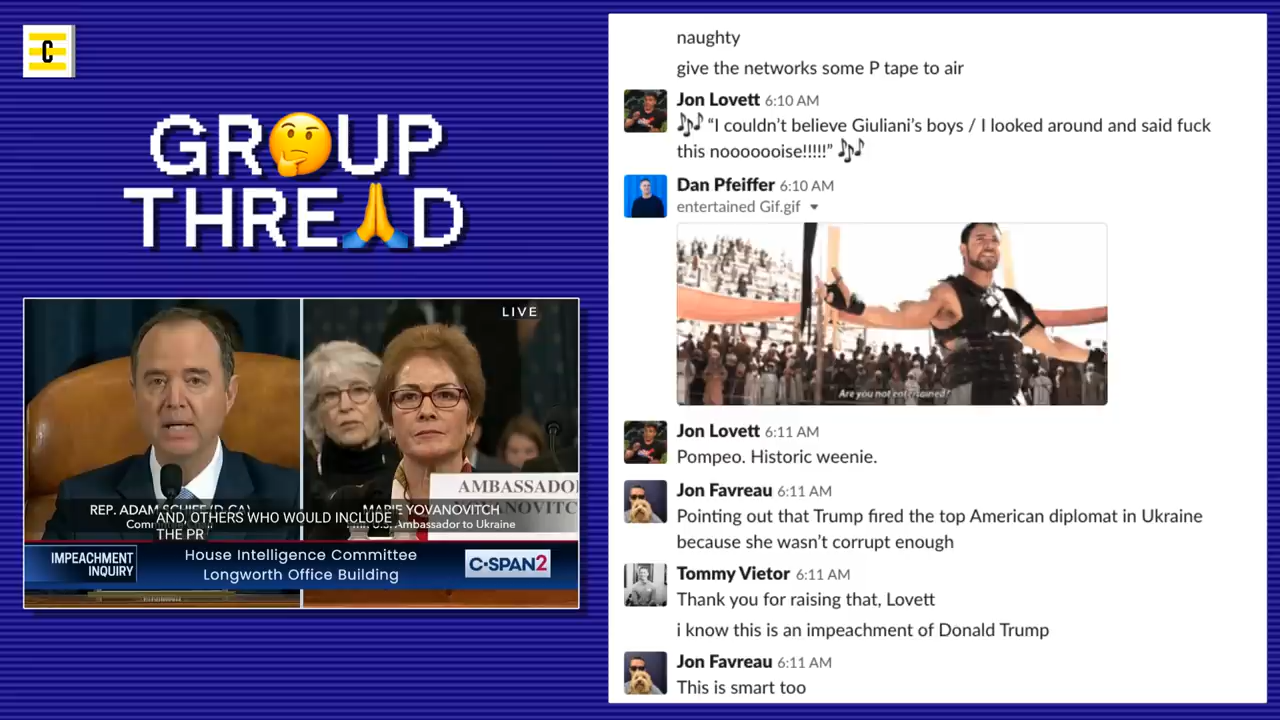 C
GROUP
THREAD
LIVE
AMBASSADO
YOVANOVITC
REP. ADAM SCHIFF (D-CA)
MARIE YOVANOVITCH
Ambassador to Ukraine
AND, OTHERS WHO WOULD INCLUDE
THE PR
IMPEACHMENT
INQUIRY
House Intelligence Committee
Longworth Office Building
C-SPAN2
naughty
give the networks some P tape to air
Jon Lovett 6:10 AM
🎶 “I couldn’t believe Giuliani’s boys / I looked around and said fuck
this nooooooise!!!!!” 🎶
Dan Pfeiffer 6:10 AM
entertained Gif.gif
Are you not entertained?
Jon Lovett 6:11 AM
Pompeo. Historic weenie.
Jon Favreau 6:11 AM
Pointing out that Trump fired the top American diplomat in Ukraine
because she wasn’t corrupt enough
Tommy Vietor 6:11 AM
Thank you for raising that, Lovett
i know this is an impeachment of Donald Trump
Jon Favreau 6:11 AM
This is smart too